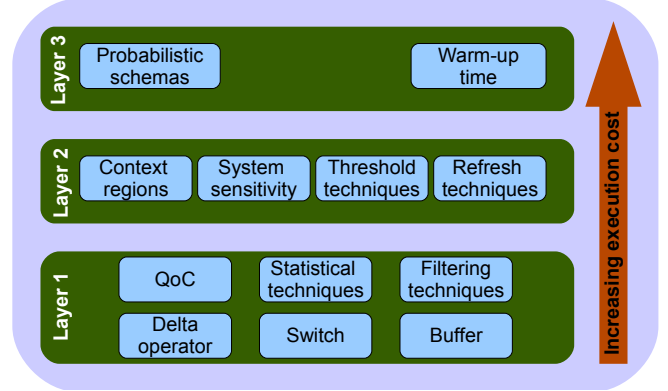 Layer 3
Probabilistic
schemas
Warm-up
time
Layer 2
Context
regions
System
sensitivity
Threshold
techniques
Refresh
techniques
Layer 1
QoC
Statistical
techniques
Filtering
techniques
Delta
operator
Switch
Buffer
Increasing execution cost